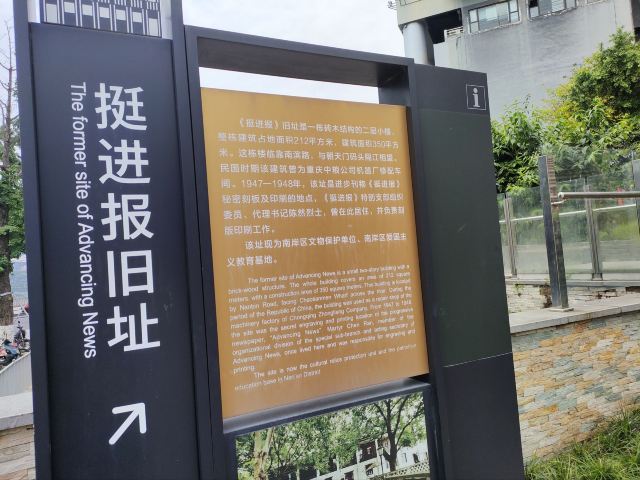 挺进报旧址
The former site of Advancing News
《挺进报》旧址是一栋砖木结构的二层小楼，
整栋建筑占地面积212平方米，建筑面积350平方
米。这栋楼临靠南滨路，与朝天门码头隔江相望。
民国时期该建筑曾为重庆中粮公司机器厂修配车
间。1947—1948年，该址是进步刊物《挺进报》
秘密刻板及印刷的地点，《挺进报》特别支部组织
委员、代理书记陈然烈士，曾在此居住，并负责刻
版印刷工作。
该址现为南岸区文物保护单位、南岸区爱国主
义教育基地。
The former site of Advancing News is a small two-story building with a
brick-wood structure. The whole building covers an area of 212 square
meters, with a construction area of 350 square meters. This building is located
by Nanbin Road, facing Chaotianmen Wharf across the river. During the
period of the Republic of China, the building was used as a repair shop of the
machinery factory of Chongqing Zhongliang Company. From 1947 to 1948,
the site was the secret engraving and printing location of the progressive
newspaper, "Advancing News". Martyr Chen Ran, member of the
organizational division of the special sub-branch and acting secretary of
Advancing News, once lived here and was responsible for engraving and
printing.
The site is now the cultural relics protection unit and the patriotism
education base in Nan'an District.